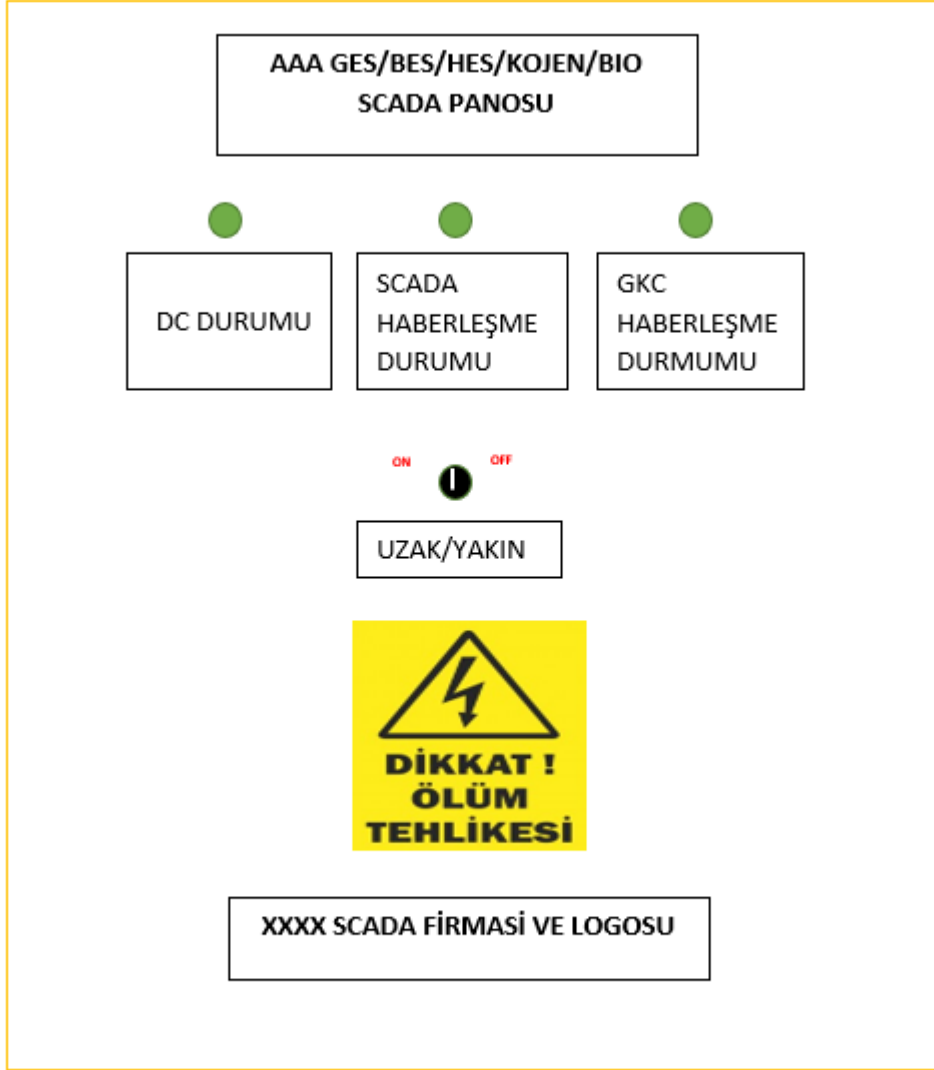 AAA GES/BES/HES/KOJEN/BIO
SCADA PANOSU
DC DURUMU
SCADA
HABERLEŞME
DURUMU
GKC
HABERLEŞME
DURMUMU
ON
OFF
UZAK/YAKIN
DİKKAT !
ÖLÜM
TEHLİKESİ
XXXX SCADA FİRMASİ VE LOGOSU